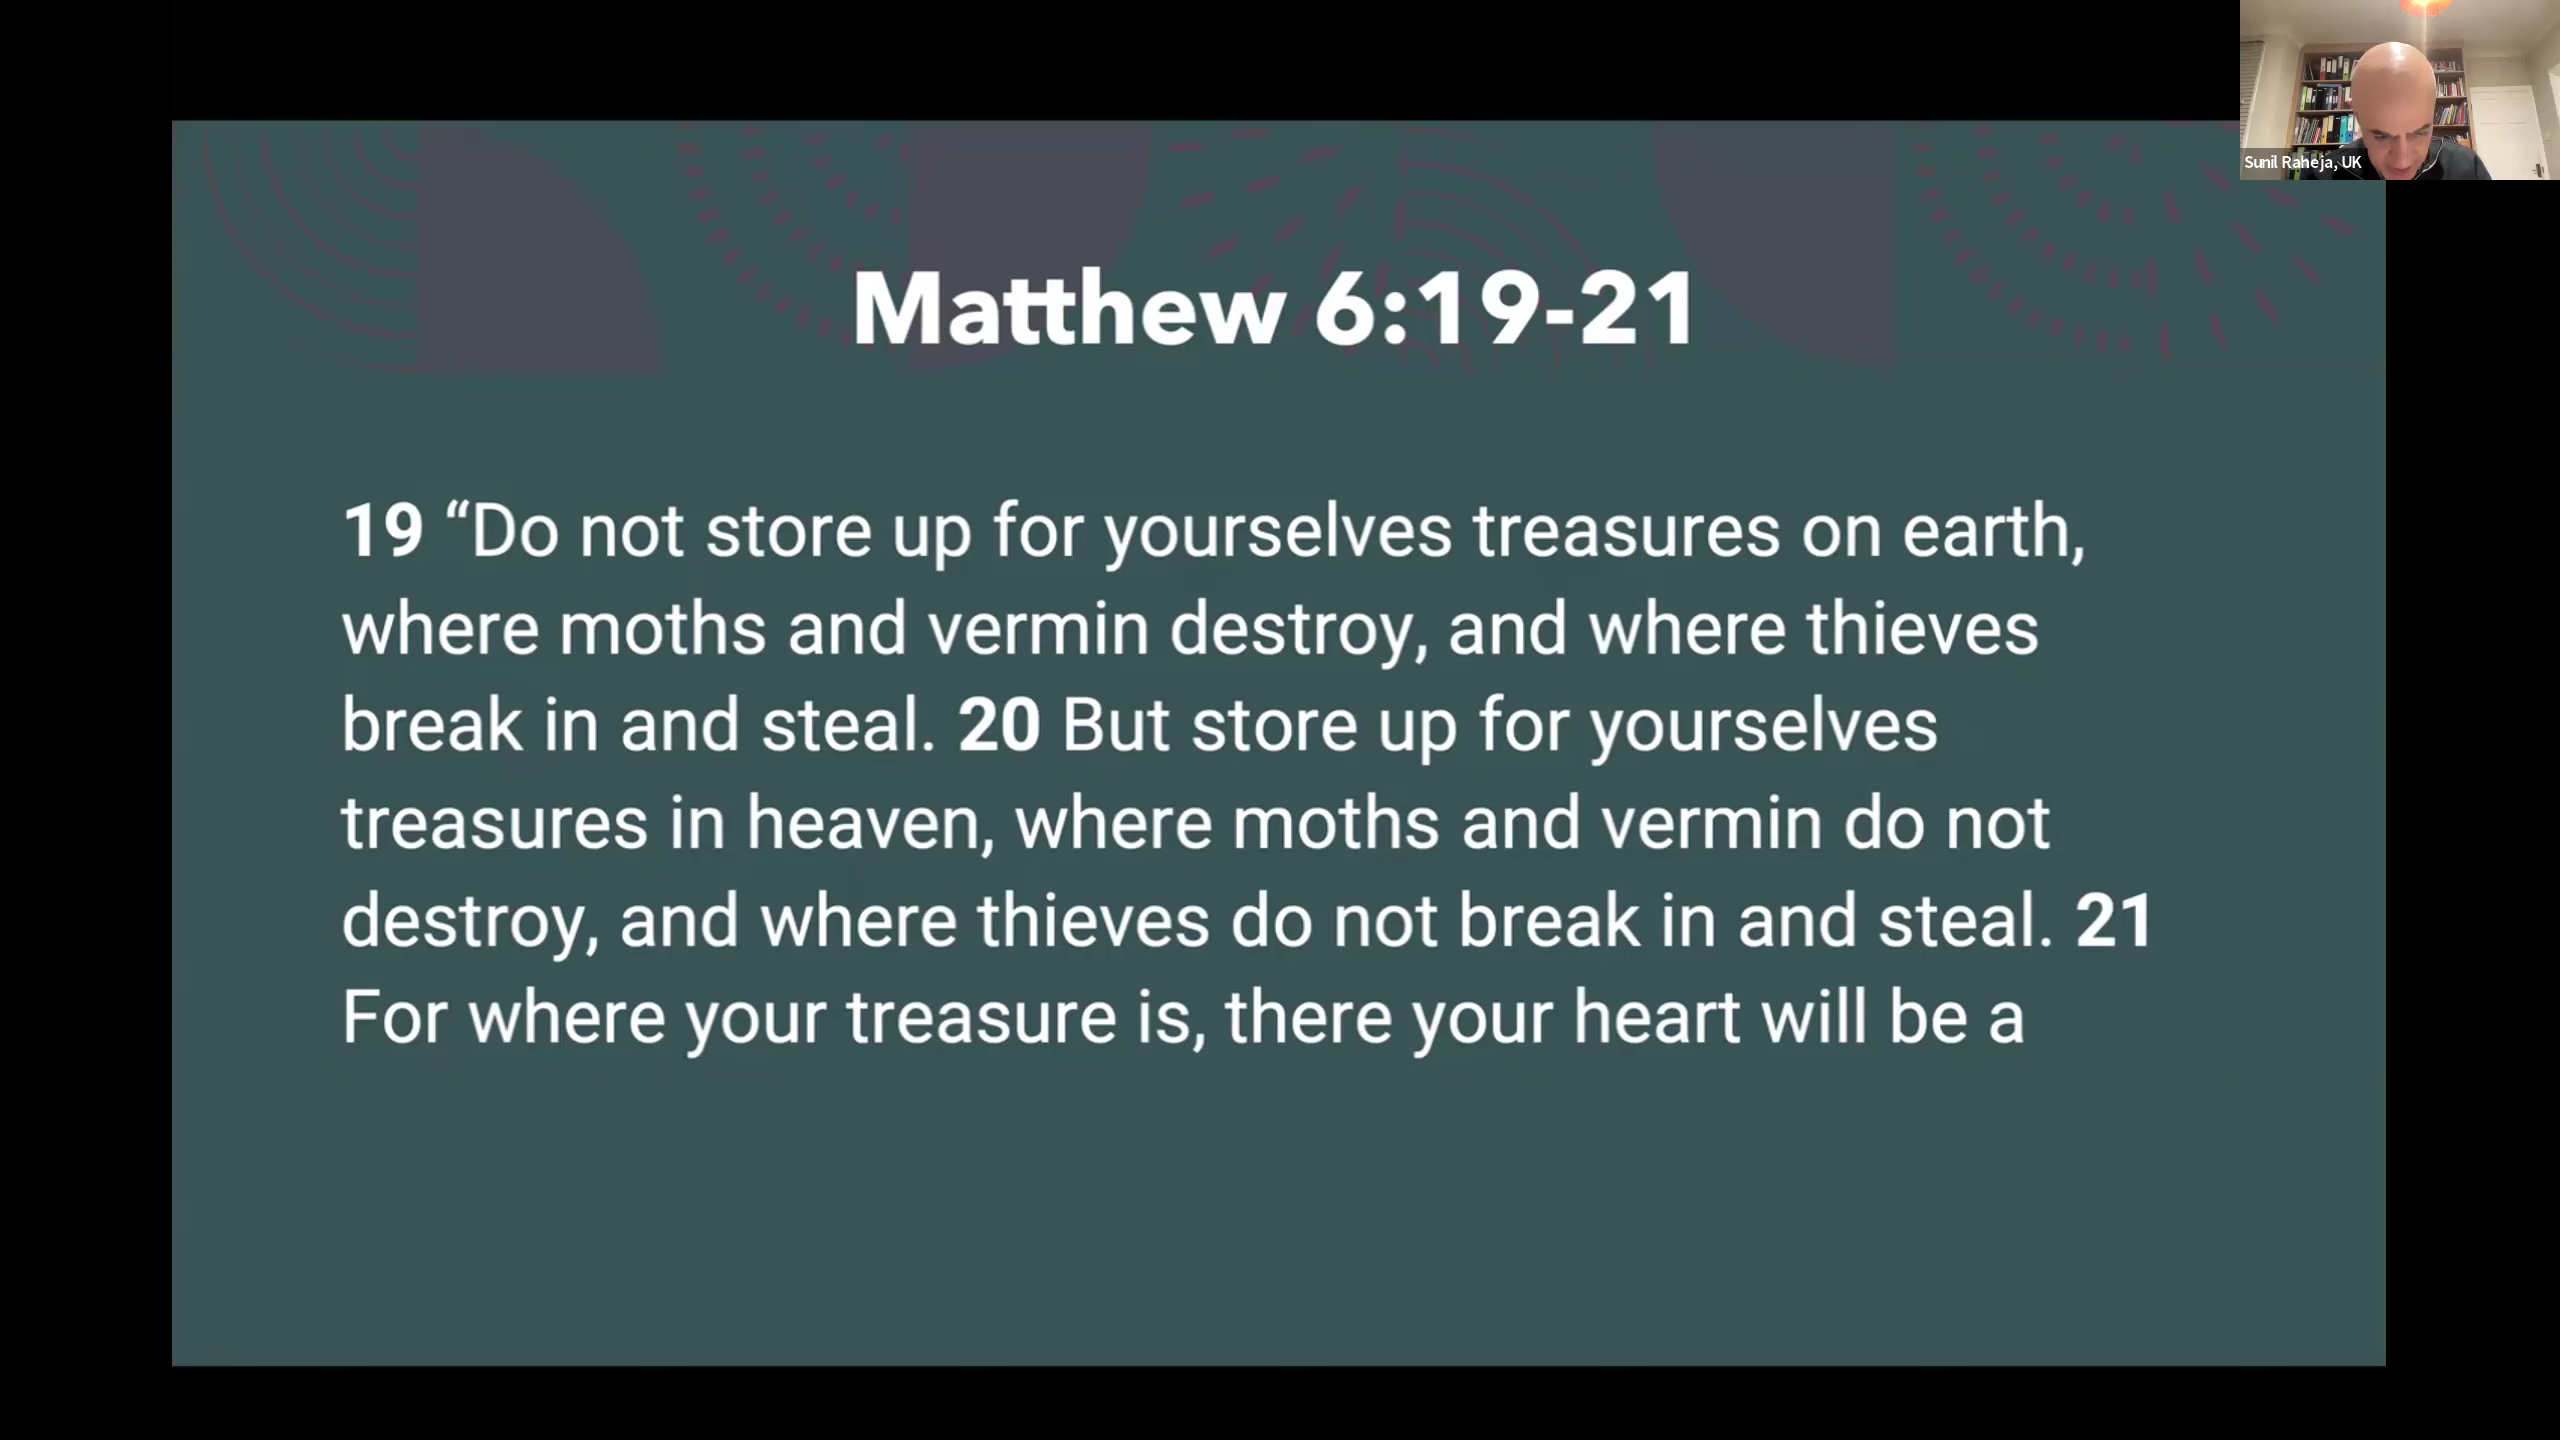 Sunil Raheja, UK
Matthew 6:19-21
19 “Do not store up for yourselves treasures on earth,
where moths and vermin destroy, and where thieves
break in and steal. 20 But store up for yourselves
treasures in heaven, where moths and vermin do not
destroy, and where thieves do not break in and steal. 21
For where your treasure is, there your heart will be a